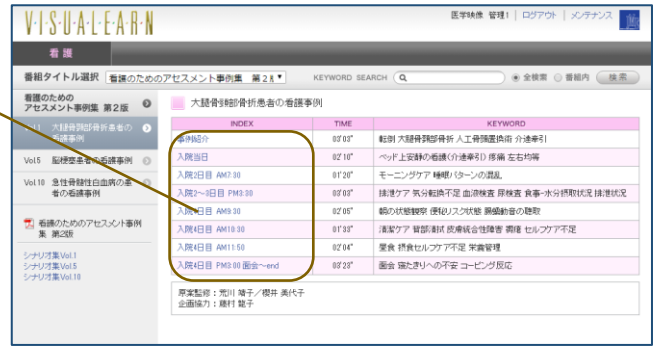 V·I·S·U·A·L·E·A·R·N
医学映像 管理1 | ログアウト | メンテナンス
看護
番組タイトル選択 看護のためのアセスメント事例集 第2版 KEYWORD SEARCH 全検索 番組内 検索
看護のための
アセスメント事例集 第2版
Vol.1 大腿骨頸部骨折患者の
看護事例
Vol.5 脳梗塞患者の看護事例
Vol.10 急性骨髄性白血病の患
者の看護事例
看護のためのアセスメント事例
集 第2版
シナリオ集Vol.1
シナリオ集Vol.5
シナリオ集Vol.10
大腿骨頸部骨折患者の看護事例
INDEX TIME KEYWORD
事例紹介 03'03" 転倒 大腿骨頸部骨折 人工骨頭置換術 介達牽引
入院当日 02'10" ベッド上安静の看護(介達牽引) 疼痛 左右均等
入院2日目 AM7:30 01'20" モーニングケア 睡眠パターンの混乱
入院2~3日目 PM3:30 03'03" 排泄ケア 気分転換不足 血液検査 尿検査 食事-水分摂取状況 排泄状況
入院4日目 AM9:30 02'05" 朝の状態観察 便秘リスク状態 腸蠕動音の聴取
入院4日目 AM10:30 01'33" 清潔ケア 臀部清拭 皮膚統合性障害 褥瘡 セルフケア不足
入院4日目 AM11:50 02'04" 昼食 摂食セルフケア不足 栄養管理
入院4日目 PM3:00 面会~end 03'23" 面会 寝たきりへの不安 コーピング反応
原案監修:荒川 靖子/櫻井 美代子
企画協力:藤村 龍子